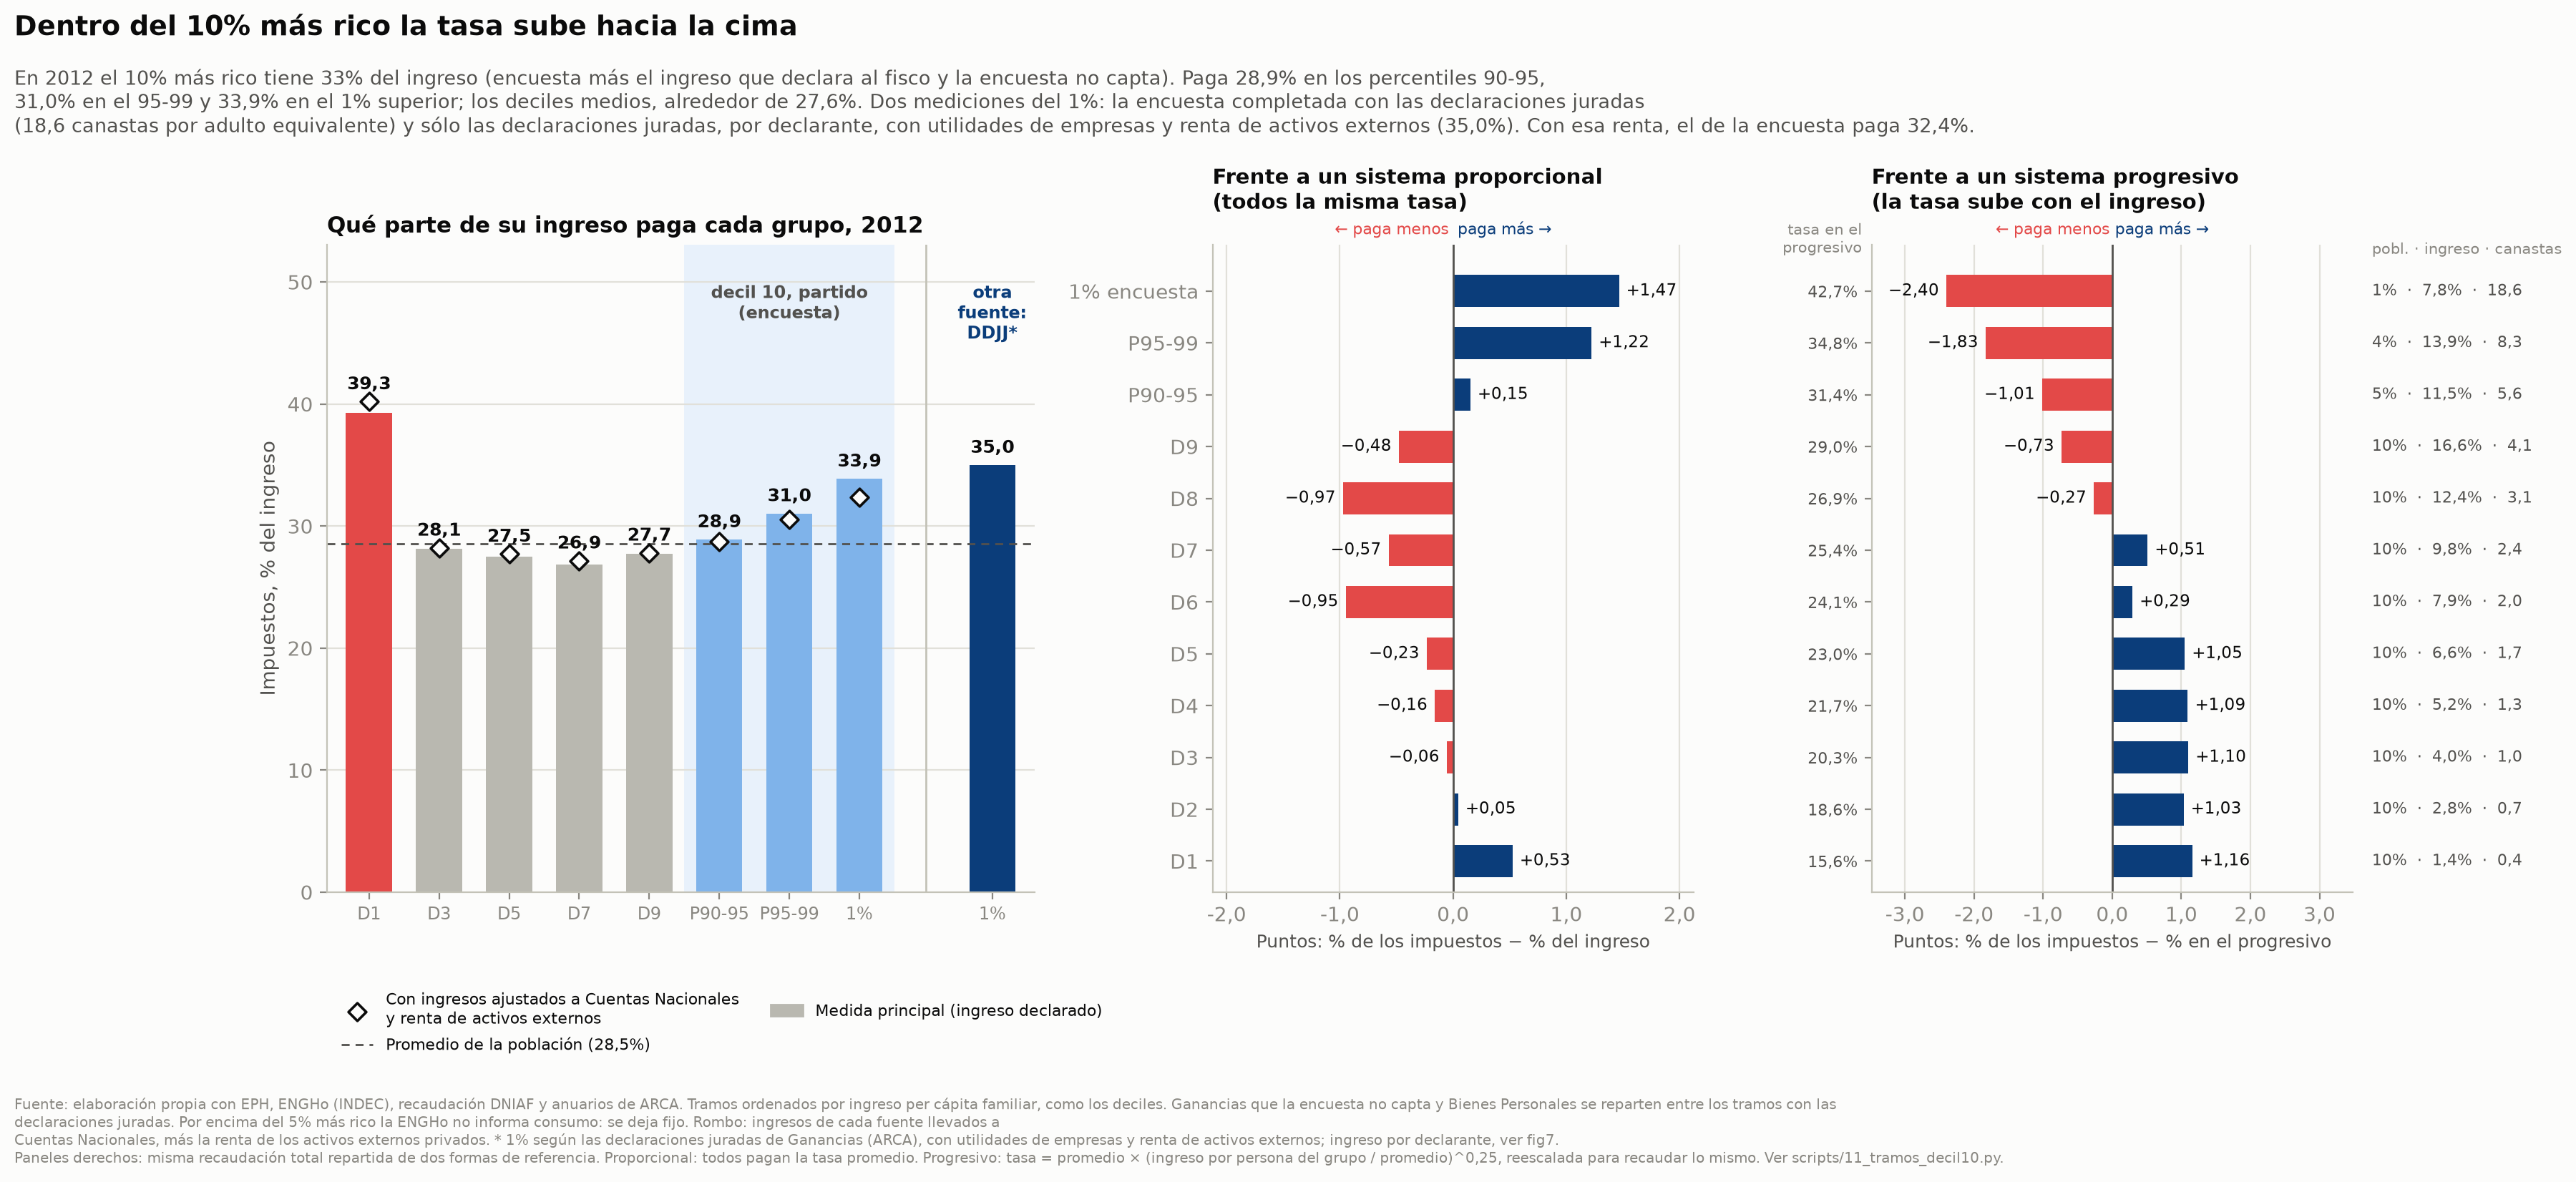 Dentro del 10% más rico la tasa sube hacia la cima
En 2012 el 10% más rico tiene 33% del ingreso (encuesta más el ingreso que declara al fisco y la encuesta no capta). Paga 28,9% en los percentiles 90-95,
31,0% en el 95-99 y 33,9% en el 1% superior; los deciles medios, alrededor de 27,6%. Dos mediciones del 1%: la encuesta completada con las declaraciones juradas
(18,6 canastas por adulto equivalente) y sólo las declaraciones juradas, por declarante, con utilidades de empresas y renta de activos externos (35,0%). Con esa renta, el de la encuesta paga 32,4%.
Qué parte de su ingreso paga cada grupo, 2012
Impuestos, % del ingreso
50
40
30
20
10
0
decil 10, partido
(encuesta)
otra
fuente:
DDJJ*
39,3
28,1
27,5
26,9
27,7
28,9
31,0
33,9
35,0
D1
D3
D5
D7
D9
P90-95
P95-99
1%
1%
Con ingresos ajustados a Cuentas Nacionales
y renta de activos externos
Promedio de la población (28,5%)
Medida principal (ingreso declarado)
Frente a un sistema proporcional
(todos la misma tasa)
← paga menos paga más →
1% encuesta +1,47
P95-99 +1,22
P90-95 +0,15
D9 −0,48
D8 −0,97
D7 −0,57
D6 −0,95
D5 −0,23
D4 −0,16
D3 −0,06
D2 +0,05
D1 +0,53
-2,0 -1,0 0,0 1,0 2,0
Puntos: % de los impuestos − % del ingreso
Frente a un sistema progresivo
(la tasa sube con el ingreso)
tasa en el
progresivo
← paga menos paga más →
pobl. · ingreso · canastas
42,7% −2,40 1% · 7,8% · 18,6
34,8% −1,83 4% · 13,9% · 8,3
31,4% −1,01 5% · 11,5% · 5,6
29,0% −0,73 10% · 16,6% · 4,1
26,9% −0,27 10% · 12,4% · 3,1
25,4% +0,51 10% · 9,8% · 2,4
24,1% +0,29 10% · 7,9% · 2,0
23,0% +1,05 10% · 6,6% · 1,7
21,7% +1,09 10% · 5,2% · 1,3
20,3% +1,10 10% · 4,0% · 1,0
18,6% +1,03 10% · 2,8% · 0,7
15,6% +1,16 10% · 1,4% · 0,4
-3,0 -2,0 -1,0 0,0 1,0 2,0 3,0
Puntos: % de los impuestos − % en el progresivo
Fuente: elaboración propia con EPH, ENGHo (INDEC), recaudación DNIAF y anuarios de ARCA. Tramos ordenados por ingreso per cápita familiar, como los deciles. Ganancias que la encuesta no capta y Bienes Personales se reparten entre los tramos con las
declaraciones juradas. Por encima del 5% más rico la ENGHo no informa consumo: se deja fijo. Rombo: ingresos de cada fuente llevados a
Cuentas Nacionales, más la renta de los activos externos privados. * 1% según las declaraciones juradas de Ganancias (ARCA), con utilidades de empresas y renta de activos externos; ingreso por declarante, ver fig7.
Paneles derechos: misma recaudación total repartida de dos formas de referencia. Proporcional: todos pagan la tasa promedio. Progresivo: tasa = promedio × (ingreso por persona del grupo / promedio)^0,25, reescalada para recaudar lo mismo. Ver scripts/11_tramos_decil10.py.